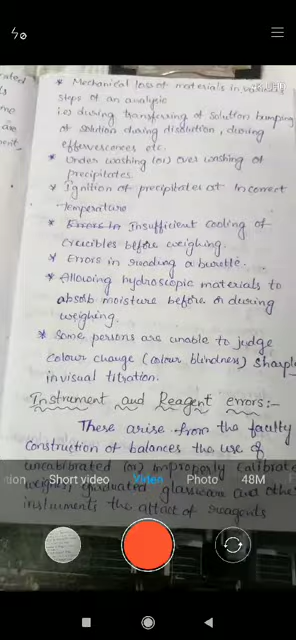 * Mechanical loss of materials in various
steps of an analysis
i.e) during transferring of solution bumping
of solution during dissolution, during
effervescences etc.
* Under washing (or) over washing of
precipitates.
* Ignition of precipitates at Incorrect
temperature
* Errors in Insufficient cooling of
crucibles before weighing.
* Errors in reading a burette.
* Allowing hydroscopic materials to
absorb moisture before or during
weighing.
* Some persons are unable to judge
colour change (colour blindness) sharply
in visual titration.
Instrument and Reagent errors:-
These arise from the faulty
construction of balances the use of
uncalibrated (or) improperly calibrated
Short video Video Photo 48M
weights, graduated glassware and other
instruments the attact of reagents